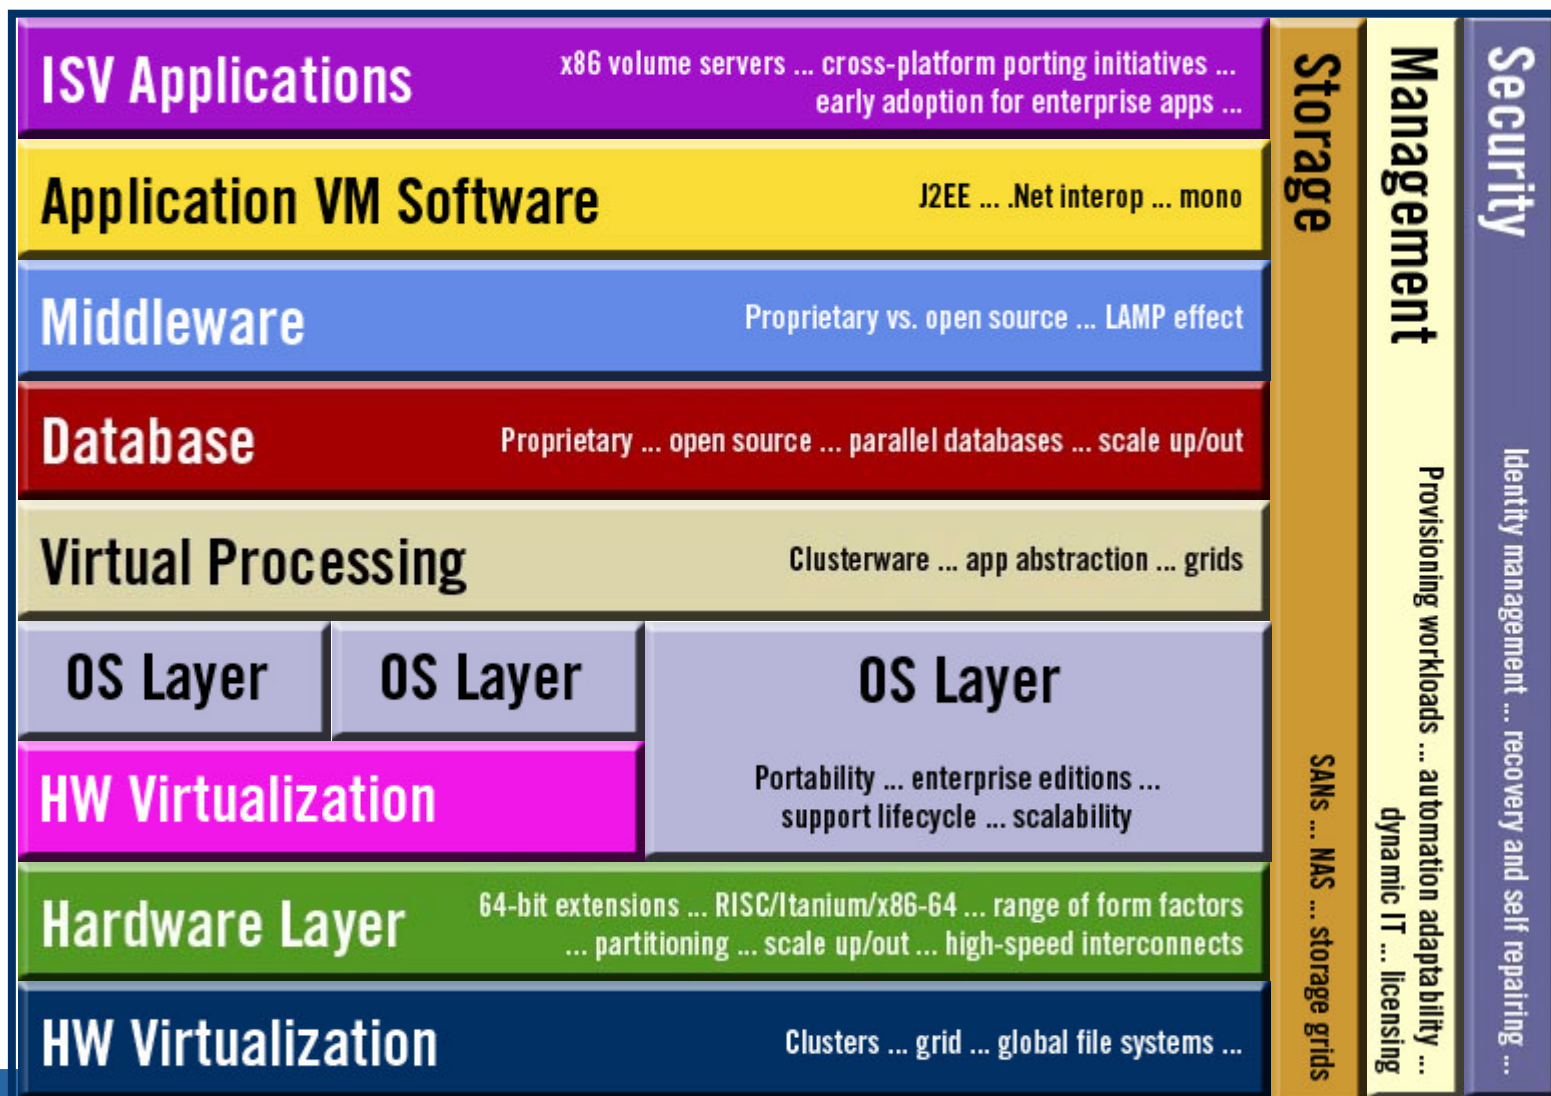 ISV Applications
x86 volume servers ... cross-platform porting initiatives ...
early adoption for enterprise apps ...
Application VM Software
J2EE ... .Net interop ... mono
Middleware
Proprietary vs. open source ... LAMP effect
Database
Proprietary ... open source ... parallel databases ... scale up/out
Virtual Processing
Clusterware ... app abstraction ... grids
OS Layer
OS Layer
OS Layer
Portability ... enterprise editions ...
support lifecycle ... scalability
HW Virtualization
Hardware Layer
64-bit extensions ... RISC/Itanium/x86-64 ... range of form factors
... partitioning ... scale up/out ... high-speed interconnects
HW Virtualization
Clusters ... grid ... global file systems ...
Storage
SANs ... NAS ... storage grids
Management
Provisioning workloads ... automation adaptability ...
dynamic IT ... licensing
Security
Identity management ... recovery and self repairing ...